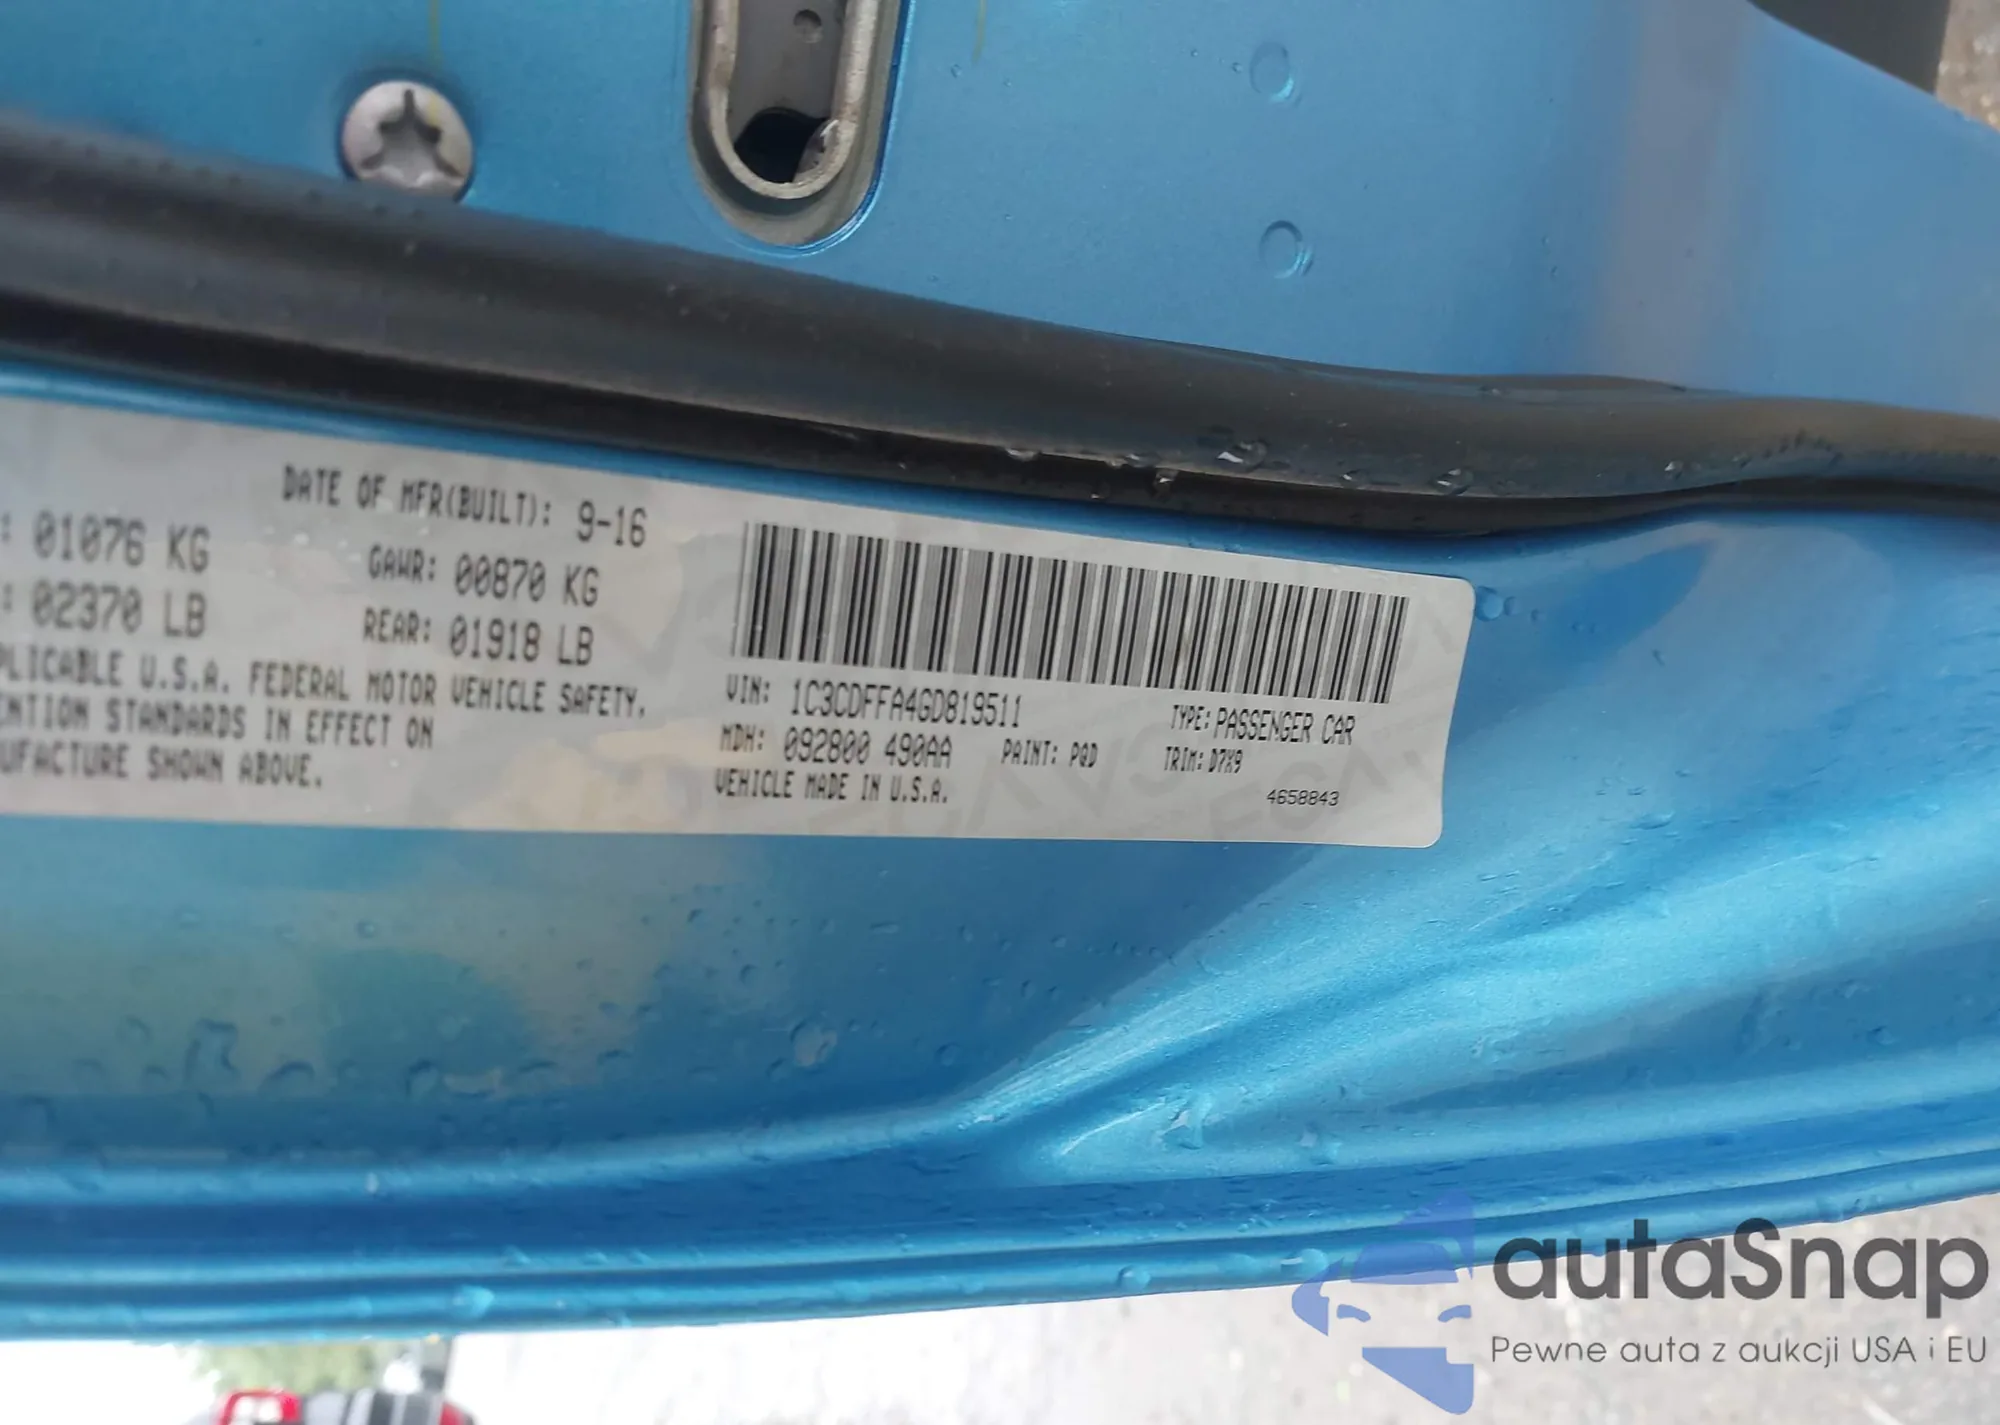 DATE OF MFR(BUILT): 9-16
: 01076 KG GAWR: 00870 KG
: 02370 LB REAR: 01918 LB
PLICABLE U.S.A. FEDERAL MOTOR VEHICLE SAFETY,
ENTION STANDARDS IN EFFECT ON
UFACTURE SHOWN ABOVE.
VIN: 1C3CDFFA4GD819511 TYPE: PASSENGER CAR
MDH: 092800 490AA PAINT: PQD TRIM: D7X9
VEHICLE MADE IN U.S.A. 4658843
autaSnap
Pewne auta z aukcji USA i EU